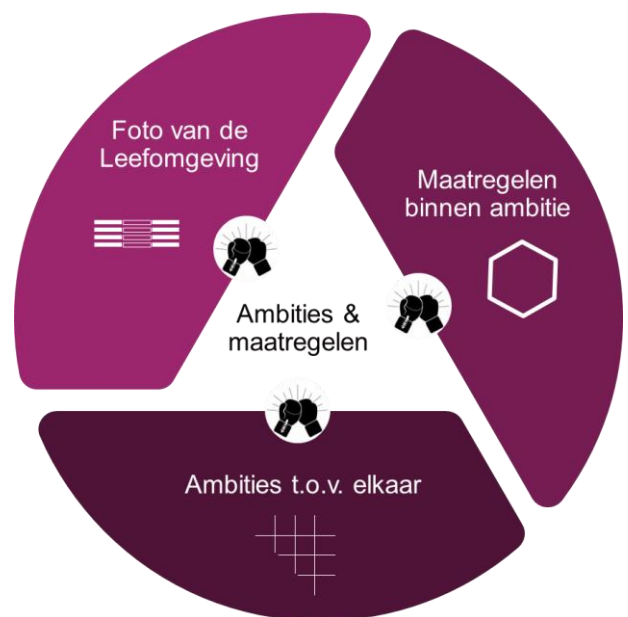 Foto van de
Leefomgeving
Maatregelen
binnen ambitie
Ambities &
maatregelen
Ambities t.o.v. elkaar